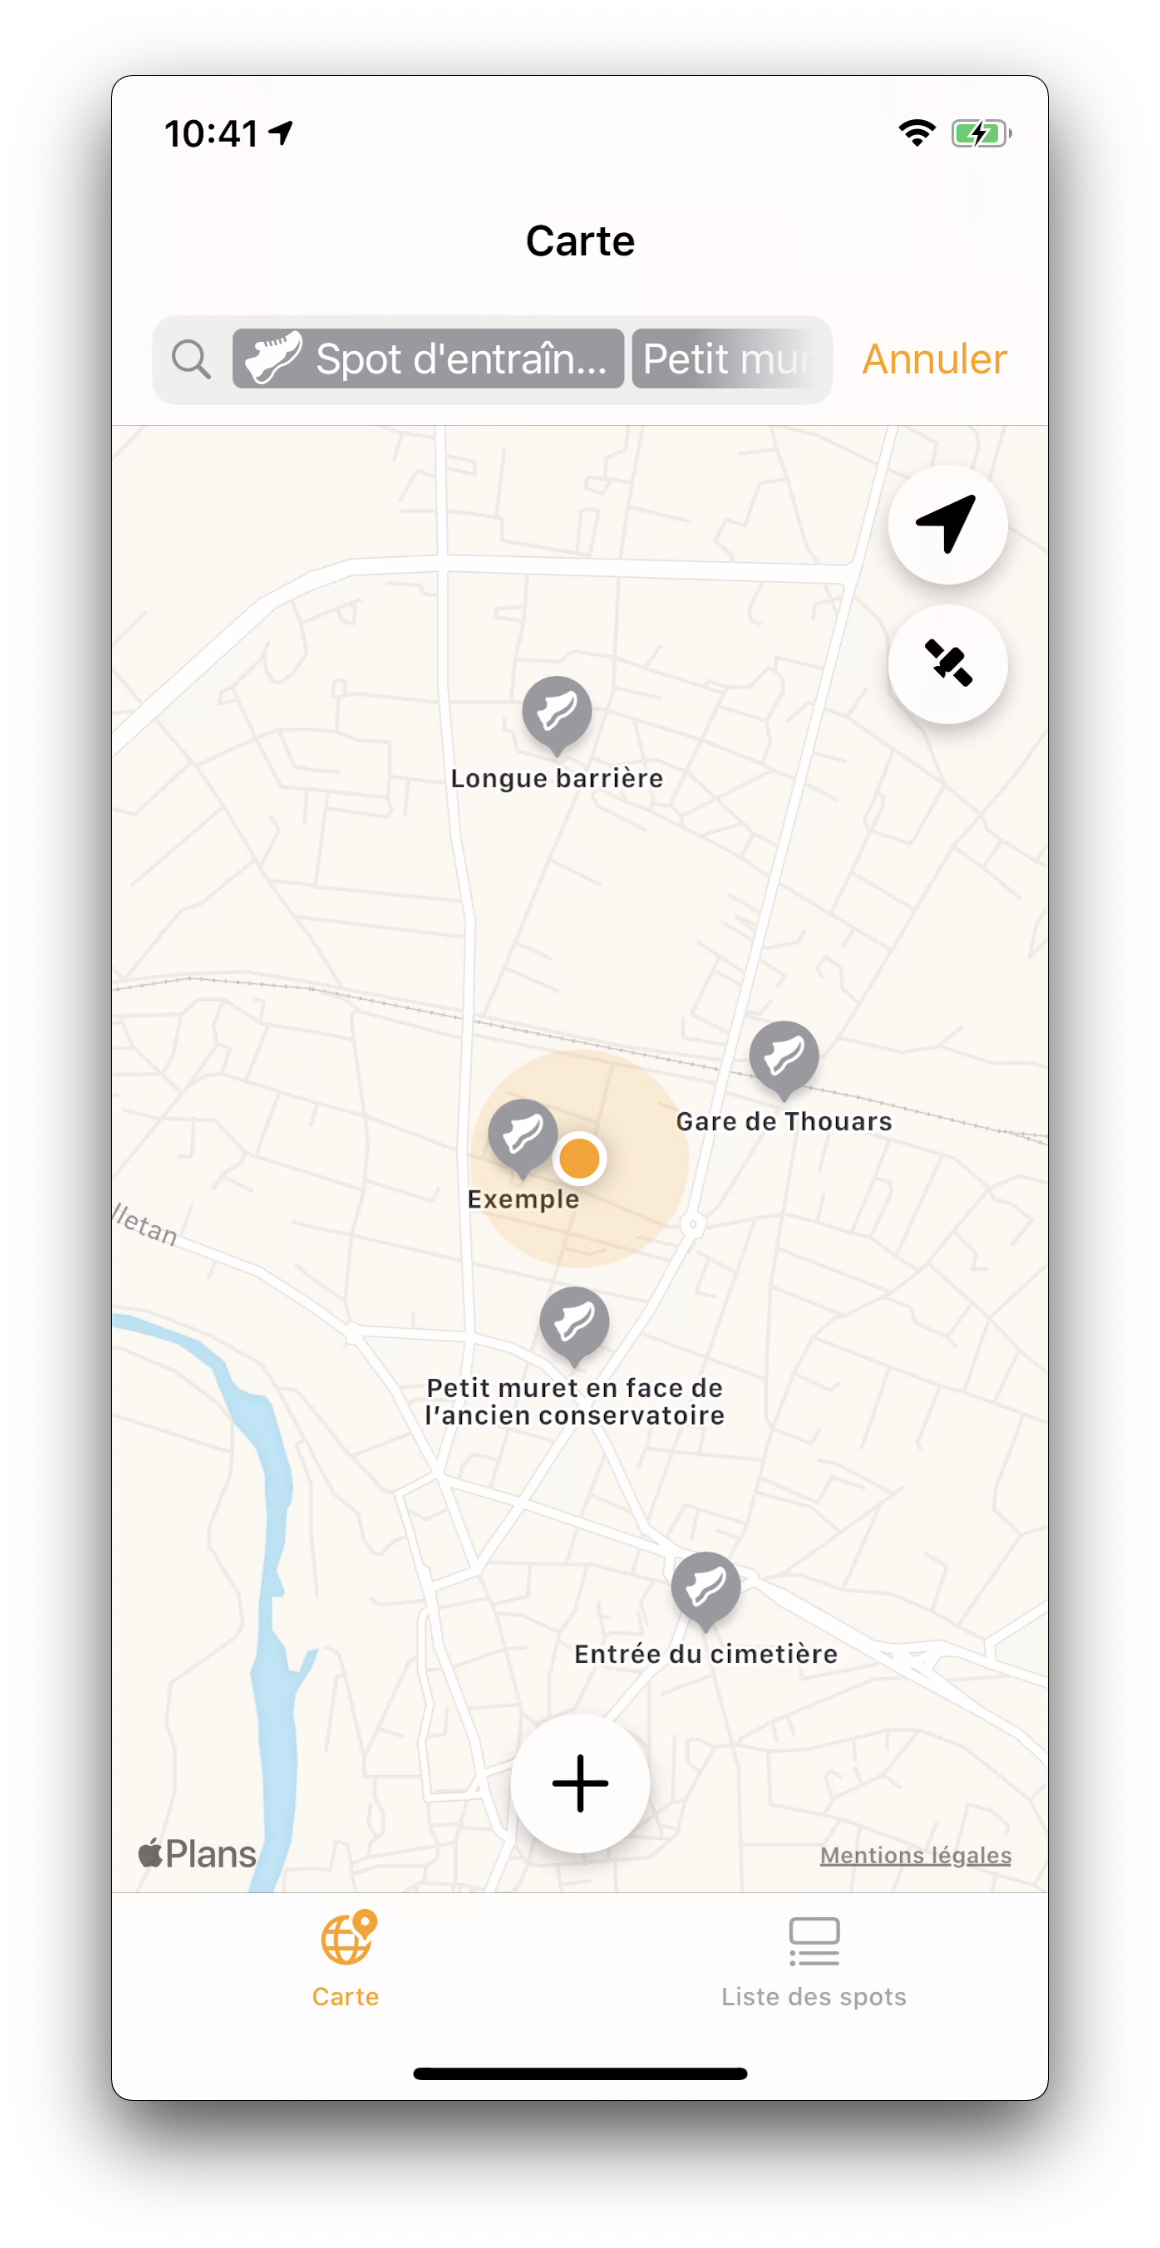 10:41
Carte
Spot d'entraîn...
Petit mur
Annuler
Longue barrière
Gare de Thouars
Exemple
lletan
Petit muret en face de
l’ancien conservatoire
Entrée du cimetière
Plans
Mentions légales
Carte
Liste des spots